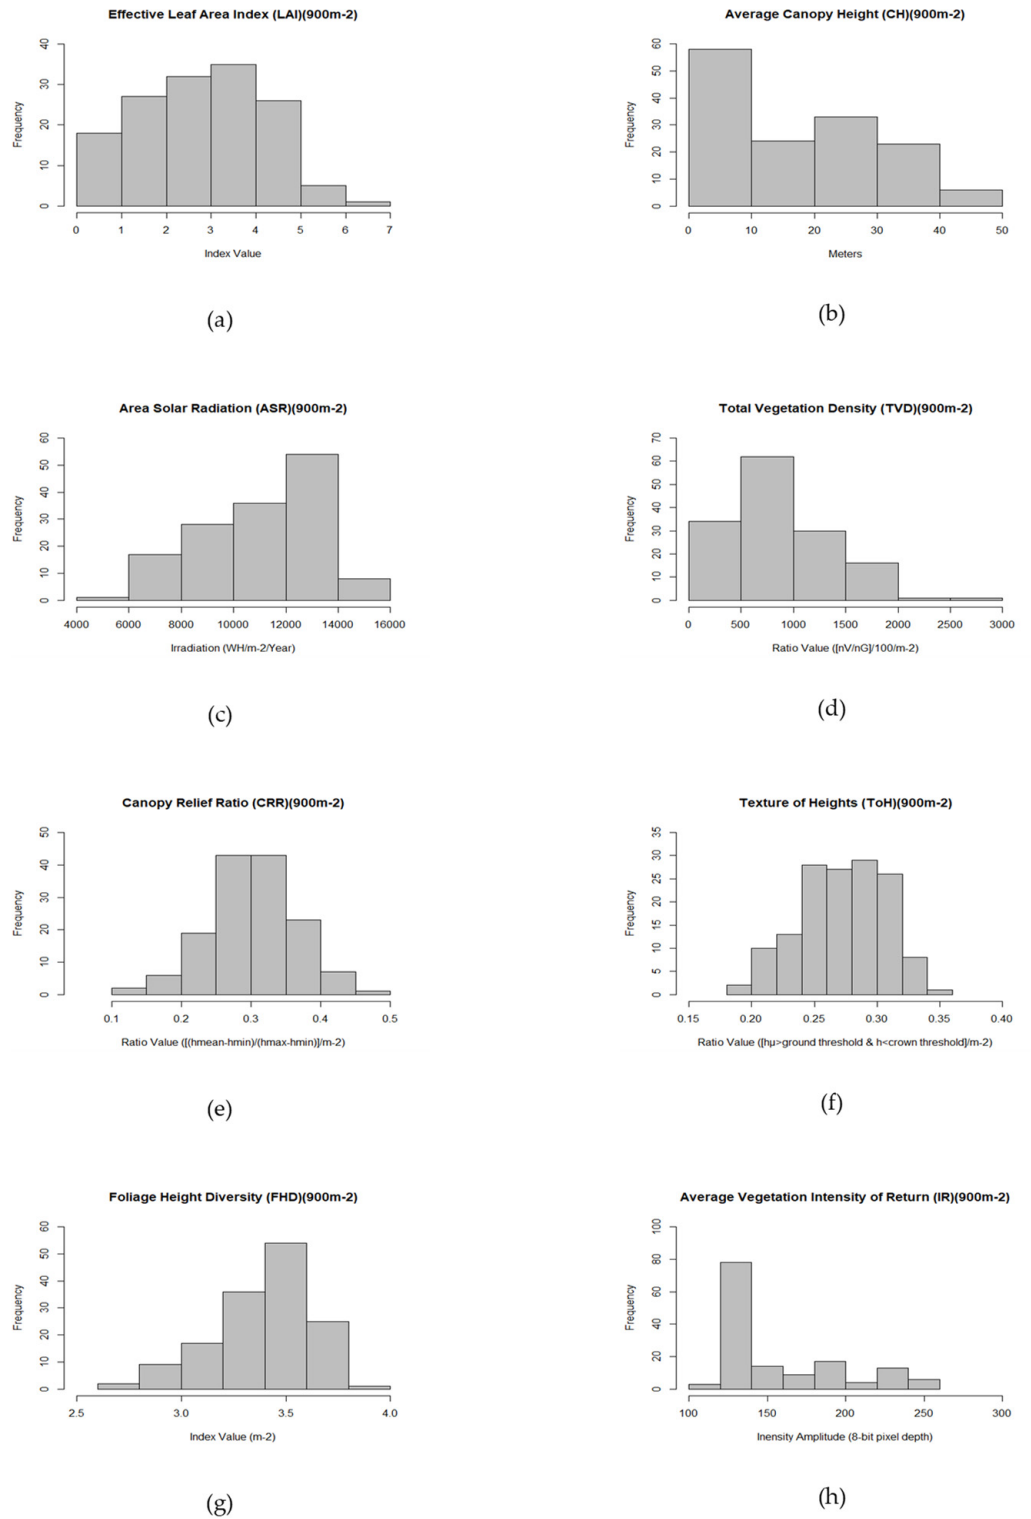 Effective Leaf Area Index (LAI)(900m-2)
Frequency
0 10 20 30 40
0 1 2 3 4 5 6 7
Index Value
(a)
Average Canopy Height (CH)(900m-2)
Frequency
0 10 20 30 40 50 60
0 10 20 30 40 50
Meters
(b)
Area Solar Radiation (ASR)(900m-2)
Frequency
0 10 20 30 40 50 60
4000 6000 8000 10000 12000 14000 16000
Irradiation (WH/m-2/Year)
(c)
Total Vegetation Density (TVD)(900m-2)
Frequency
0 10 20 30 40 50 60 70
0 500 1000 1500 2000 2500 3000
Ratio Value ([nV/nG]/100/m-2)
(d)
Canopy Relief Ratio (CRR)(900m-2)
Frequency
0 10 20 30 40 50
0.1 0.2 0.3 0.4 0.5
Ratio Value ([(hmean-hmin)/(hmax-hmin)]/m-2)
(e)
Texture of Heights (ToH)(900m-2)
Frequency
0 5 10 15 20 25 30 35
0.15 0.20 0.25 0.30 0.35 0.40
Ratio Value ([hµ>ground threshold & h<crown threshold]/m-2)
(f)
Foliage Height Diversity (FHD)(900m-2)
Frequency
0 10 20 30 40 50 60
2.5 3.0 3.5 4.0
Index Value (m-2)
(g)
Average Vegetation Intensity of Return (IR)(900m-2)
Frequency
0 20 40 60 80 100
100 150 200 250 300
Inensity Amplitude (8-bit pixel depth)
(h)